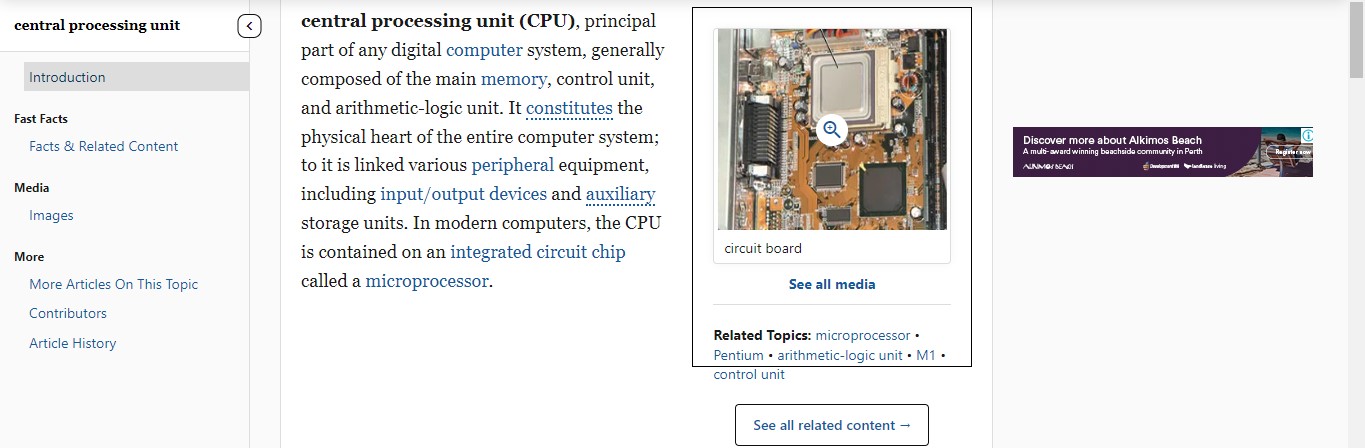 central processing unit
Introduction
Fast Facts
Facts & Related Content
Media
Images
More
More Articles On This Topic
Contributors
Article History
central processing unit (CPU), principal
part of any digital computer system, generally
composed of the main memory, control unit,
and arithmetic-logic unit. It constitutes the
physical heart of the entire computer system;
to it is linked various peripheral equipment,
including input/output devices and auxiliary
storage units. In modern computers, the CPU
is contained on an integrated circuit chip
called a microprocessor.
circuit board
See all media
Related Topics: microprocessor •
Pentium • arithmetic-logic unit • M1 •
control unit
See all related content →
Discover more about Alkimos Beach
A multi-award winning beachside community in Perth
Register now
ALKIMOS BEACH
DevelopmentWA
landcom living